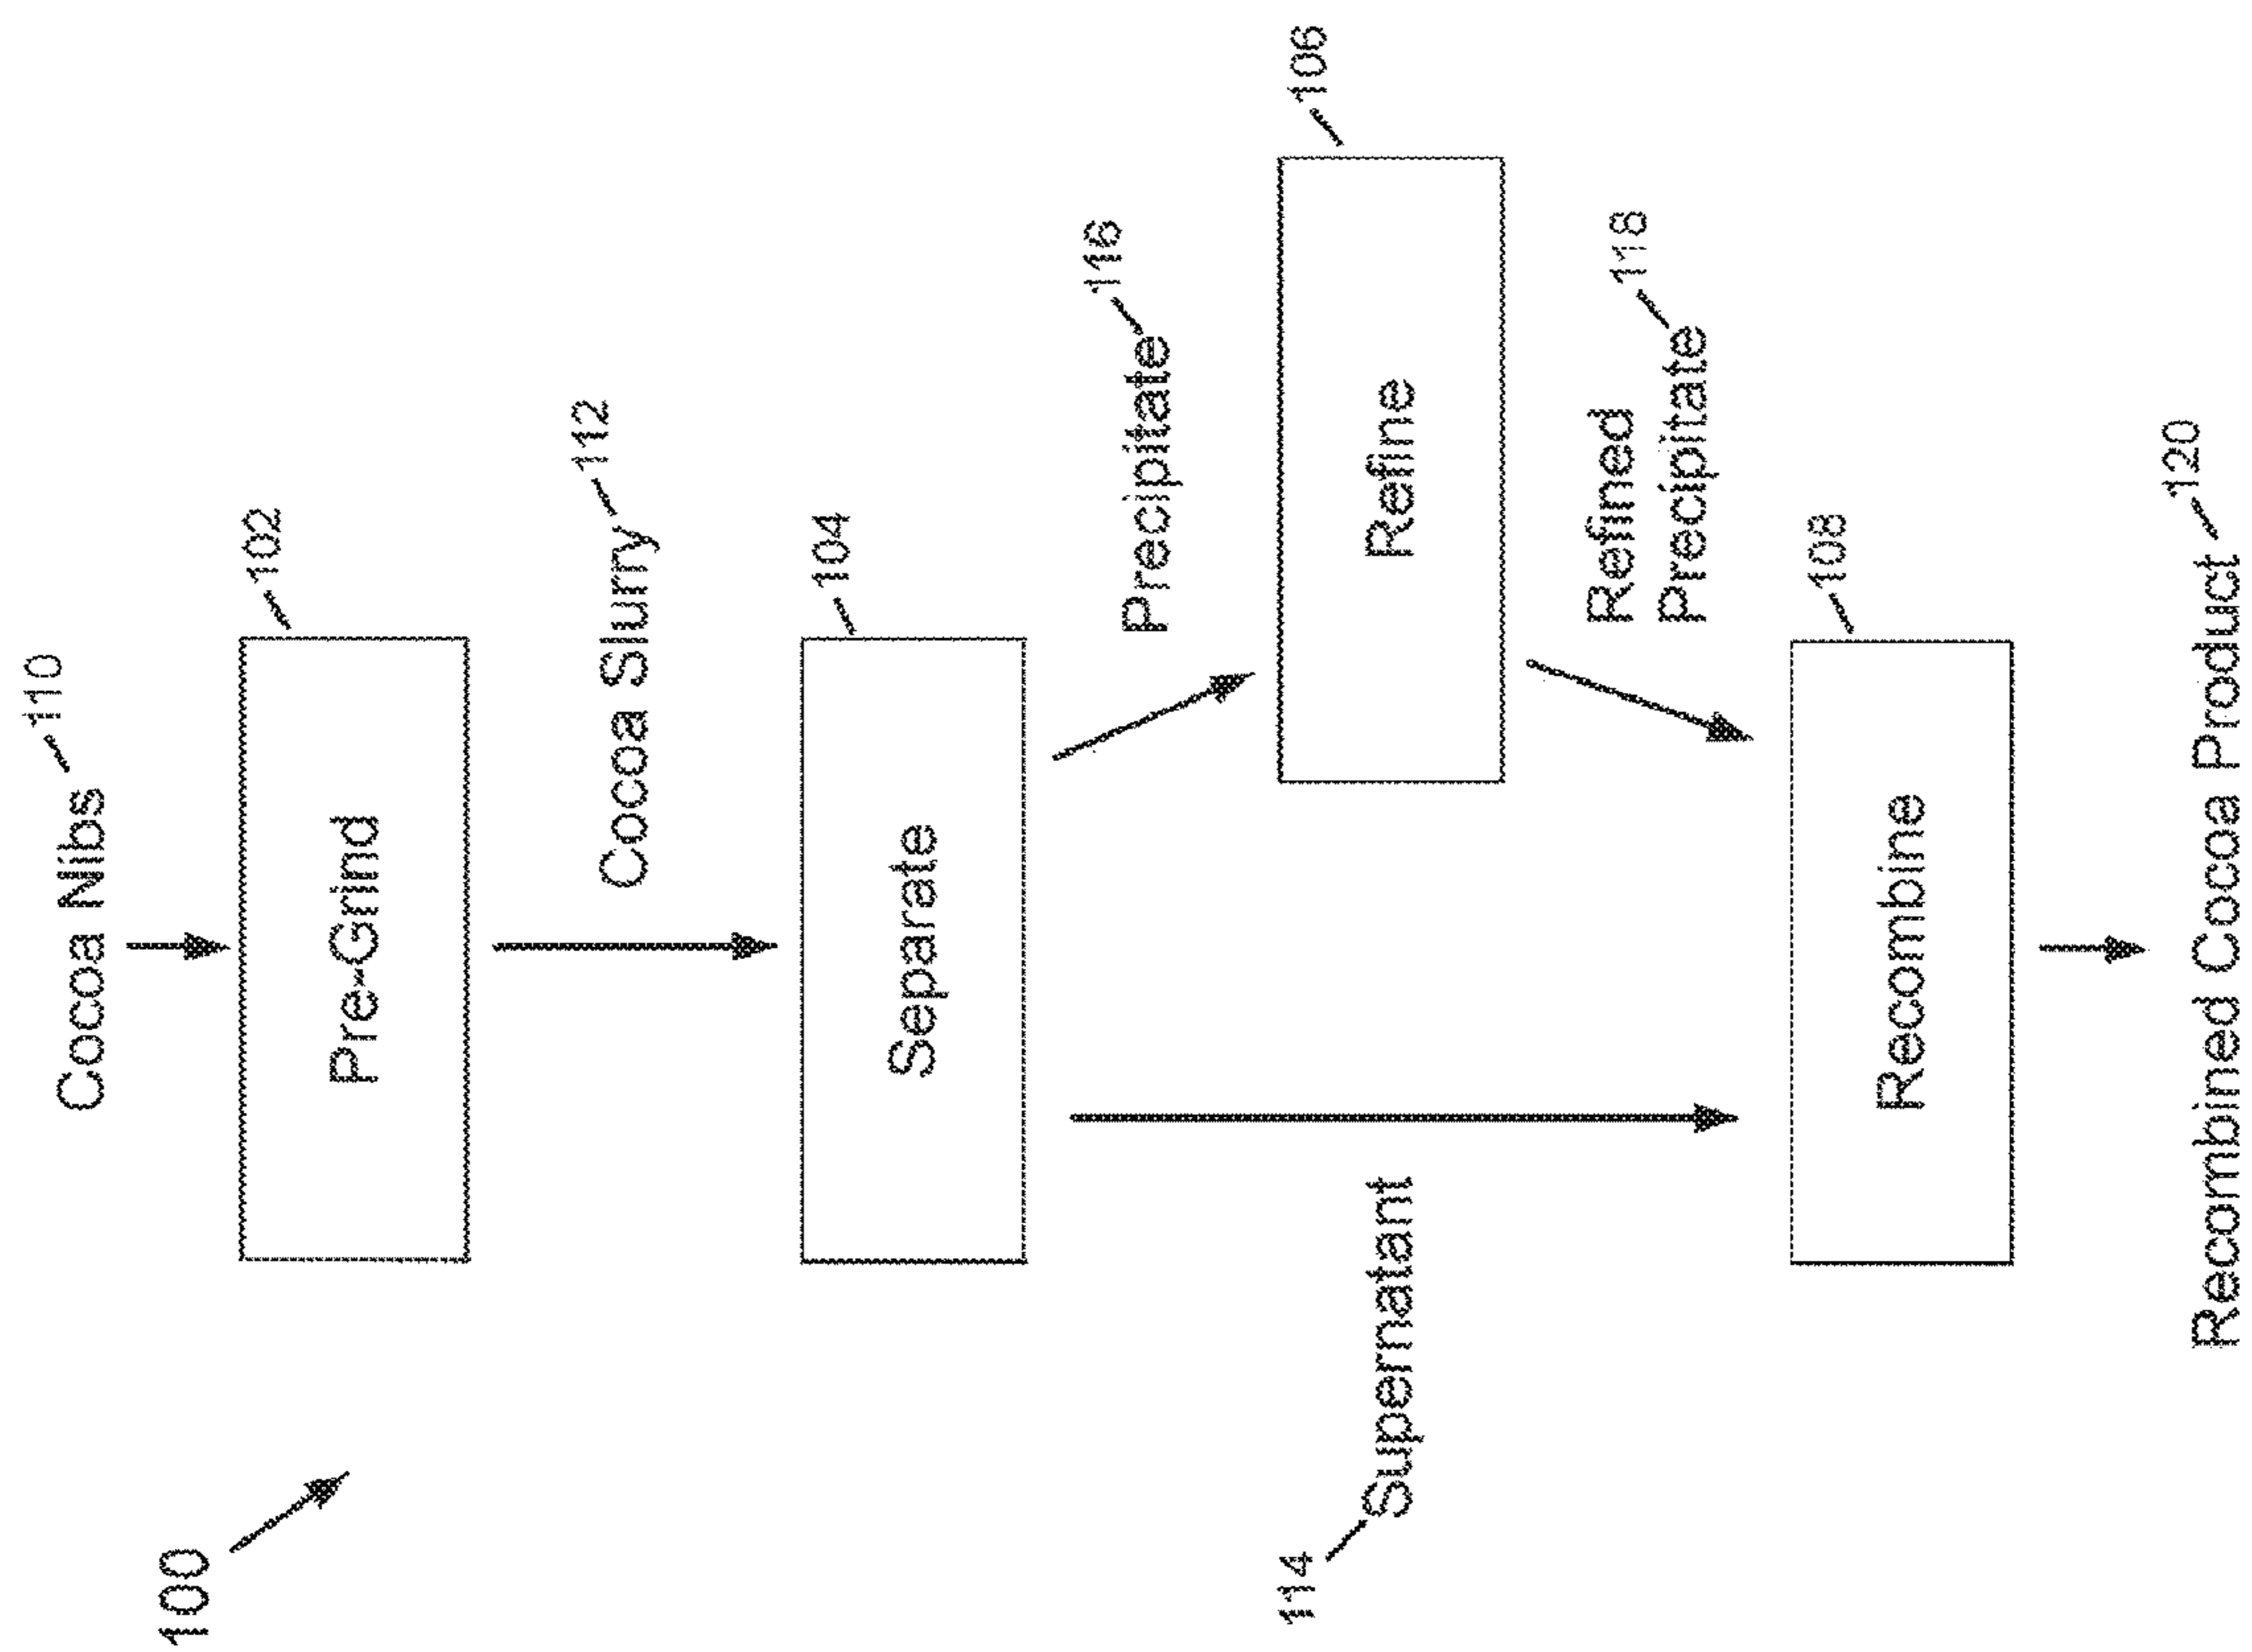 100
Cocoa Nibs 110
102
Pre-Grind
Cocoa Slurry 112
104
Separate
Precipitate 116
106
Refine
114 Supernatant
Refined
Precipitate 118
108
Recombine
Recombined Cocoa Product 120